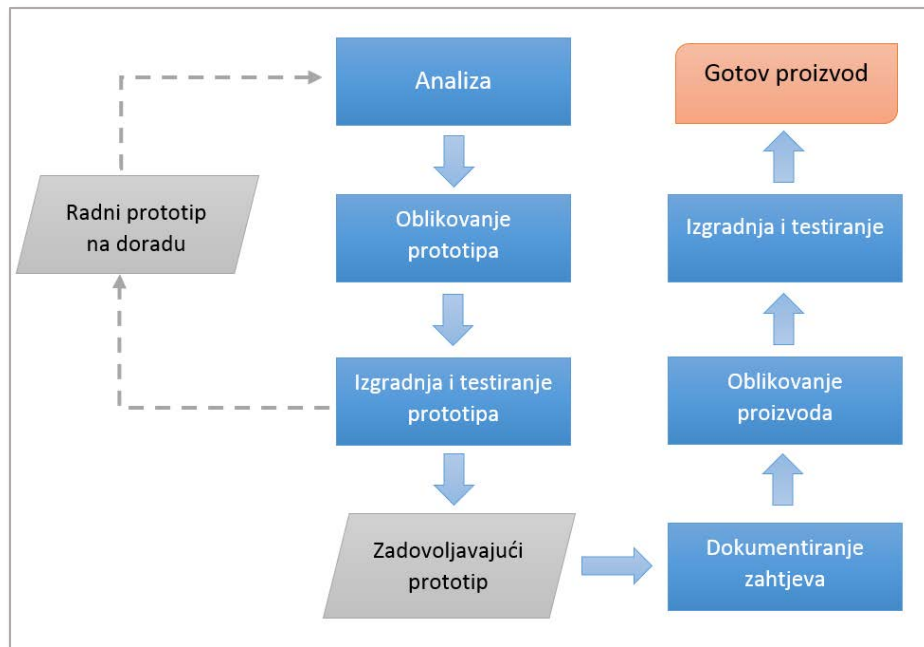 Analiza
Gotov proizvod
Radni prototip
na doradu
Oblikovanje
prototipa
Izgradnja i testiranje
Izgradnja i testiranje
prototipa
Oblikovanje
proizvoda
Zadovoljavajući
prototip
Dokumentiranje
zahtjeva